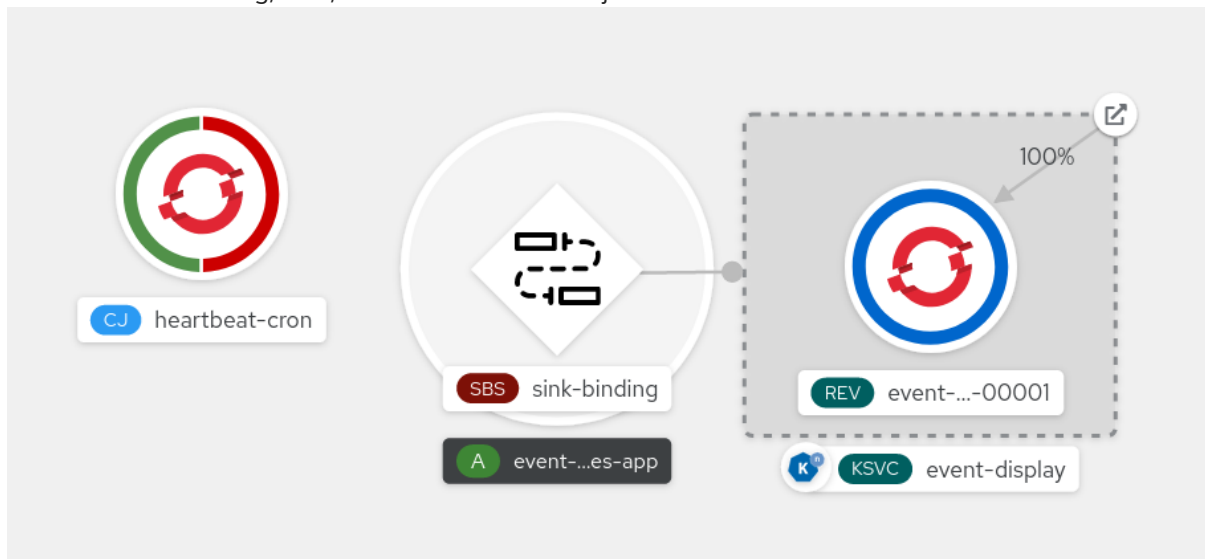 100%
CJ heartbeat-cron
SBS sink-binding
REV event-...-00001
A event-...es-app
K n KSVC event-display